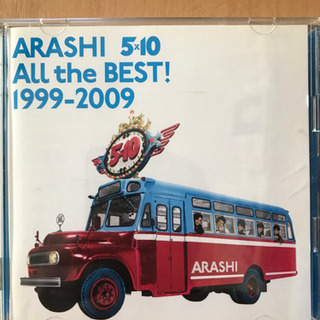 ARASHI 5×10
All the BEST!
1999-2009
5×10
ARASHI